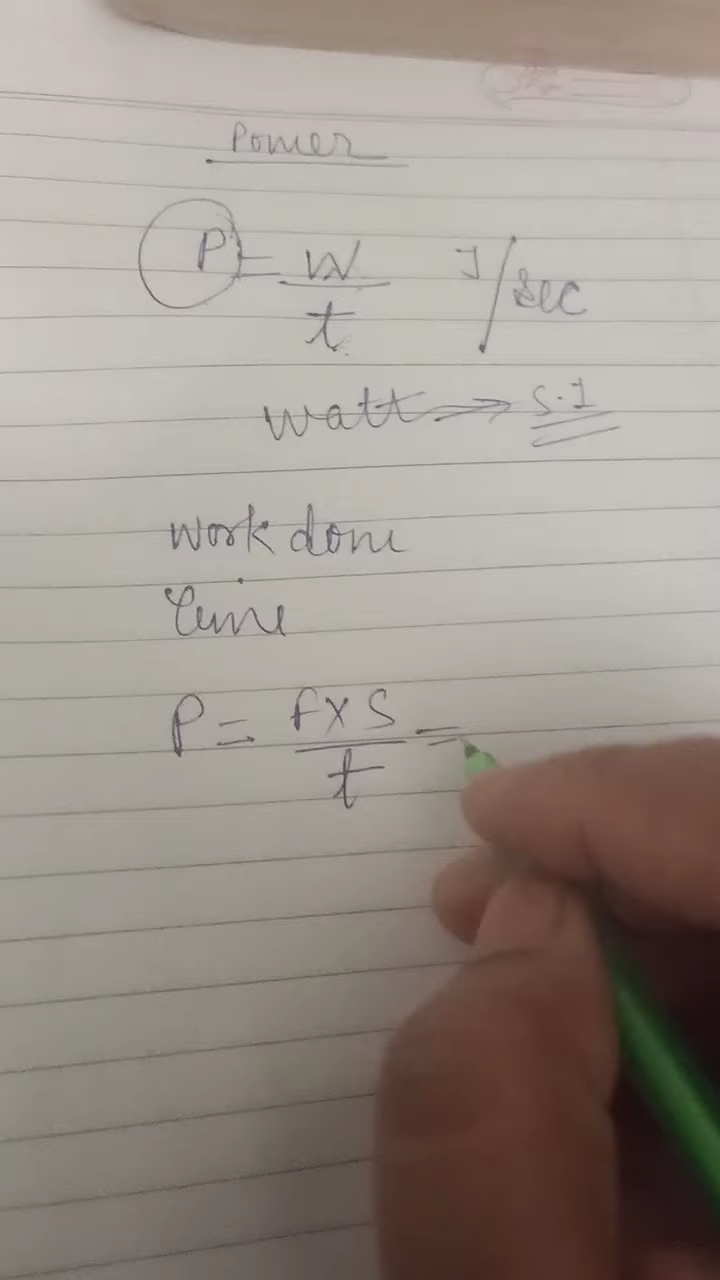 Power
P = W/t J/sec
watt → S.I
work done
time
P = F x S/t =